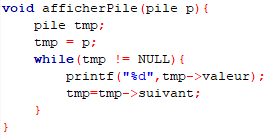 void afficherPile(pile p){
    pile tmp;
    tmp = p;
    while(tmp != NULL){
        printf("%d",tmp->valeur);
        tmp=tmp->suivant;
    }
}